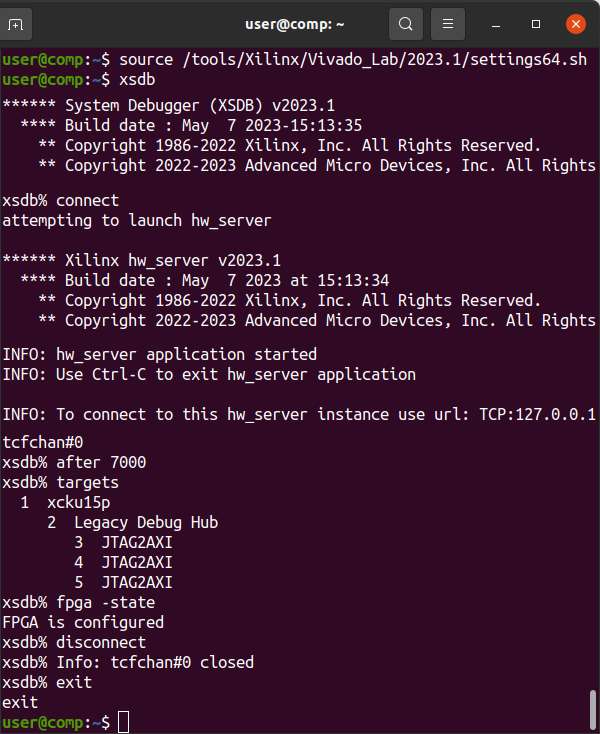 user@comp: ~
user@comp:~$ source /tools/Xilinx/Vivado_Lab/2023.1/settings64.sh
user@comp:~$ xsdb
****** System Debugger (XSDB) v2023.1
  **** Build date : May  7 2023-15:13:35
    ** Copyright 1986-2022 Xilinx, Inc. All Rights Reserved.
    ** Copyright 2022-2023 Advanced Micro Devices, Inc. All Rights
xsdb% connect
attempting to launch hw_server
****** Xilinx hw_server v2023.1
  **** Build date : May  7 2023 at 15:13:34
    ** Copyright 1986-2022 Xilinx, Inc. All Rights Reserved.
    ** Copyright 2022-2023 Advanced Micro Devices, Inc. All Rights
INFO: hw_server application started
INFO: Use Ctrl-C to exit hw_server application
INFO: To connect to this hw_server instance use url: TCP:127.0.0.1
tcfchan#0
xsdb% after 7000
xsdb% targets
  1  xcku15p
     2  Legacy Debug Hub
        3  JTAG2AXI
        4  JTAG2AXI
        5  JTAG2AXI
xsdb% fpga -state
FPGA is configured
xsdb% disconnect
xsdb% Info: tcfchan#0 closed
xsdb% exit
exit
user@comp:~$